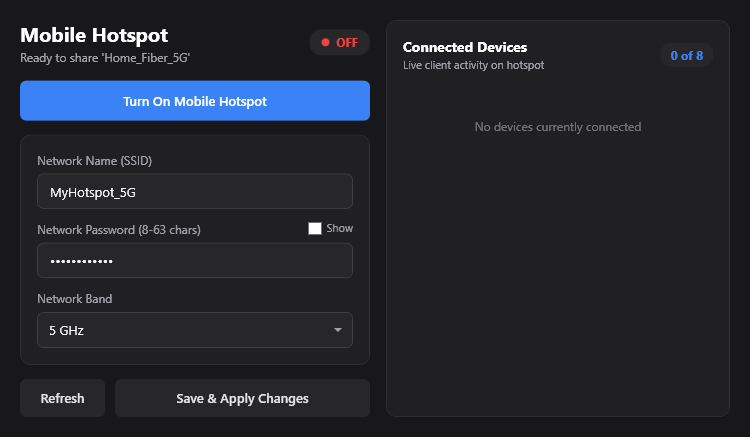 Mobile Hotspot
Ready to share 'Home_Fiber_5G'
OFF
Turn On Mobile Hotspot
Network Name (SSID)
MyHotspot_5G
Network Password (8-63 chars)
Show
••••••••••••
Network Band
5 GHz
Refresh
Save & Apply Changes
Connected Devices
Live client activity on hotspot
0 of 8
No devices currently connected